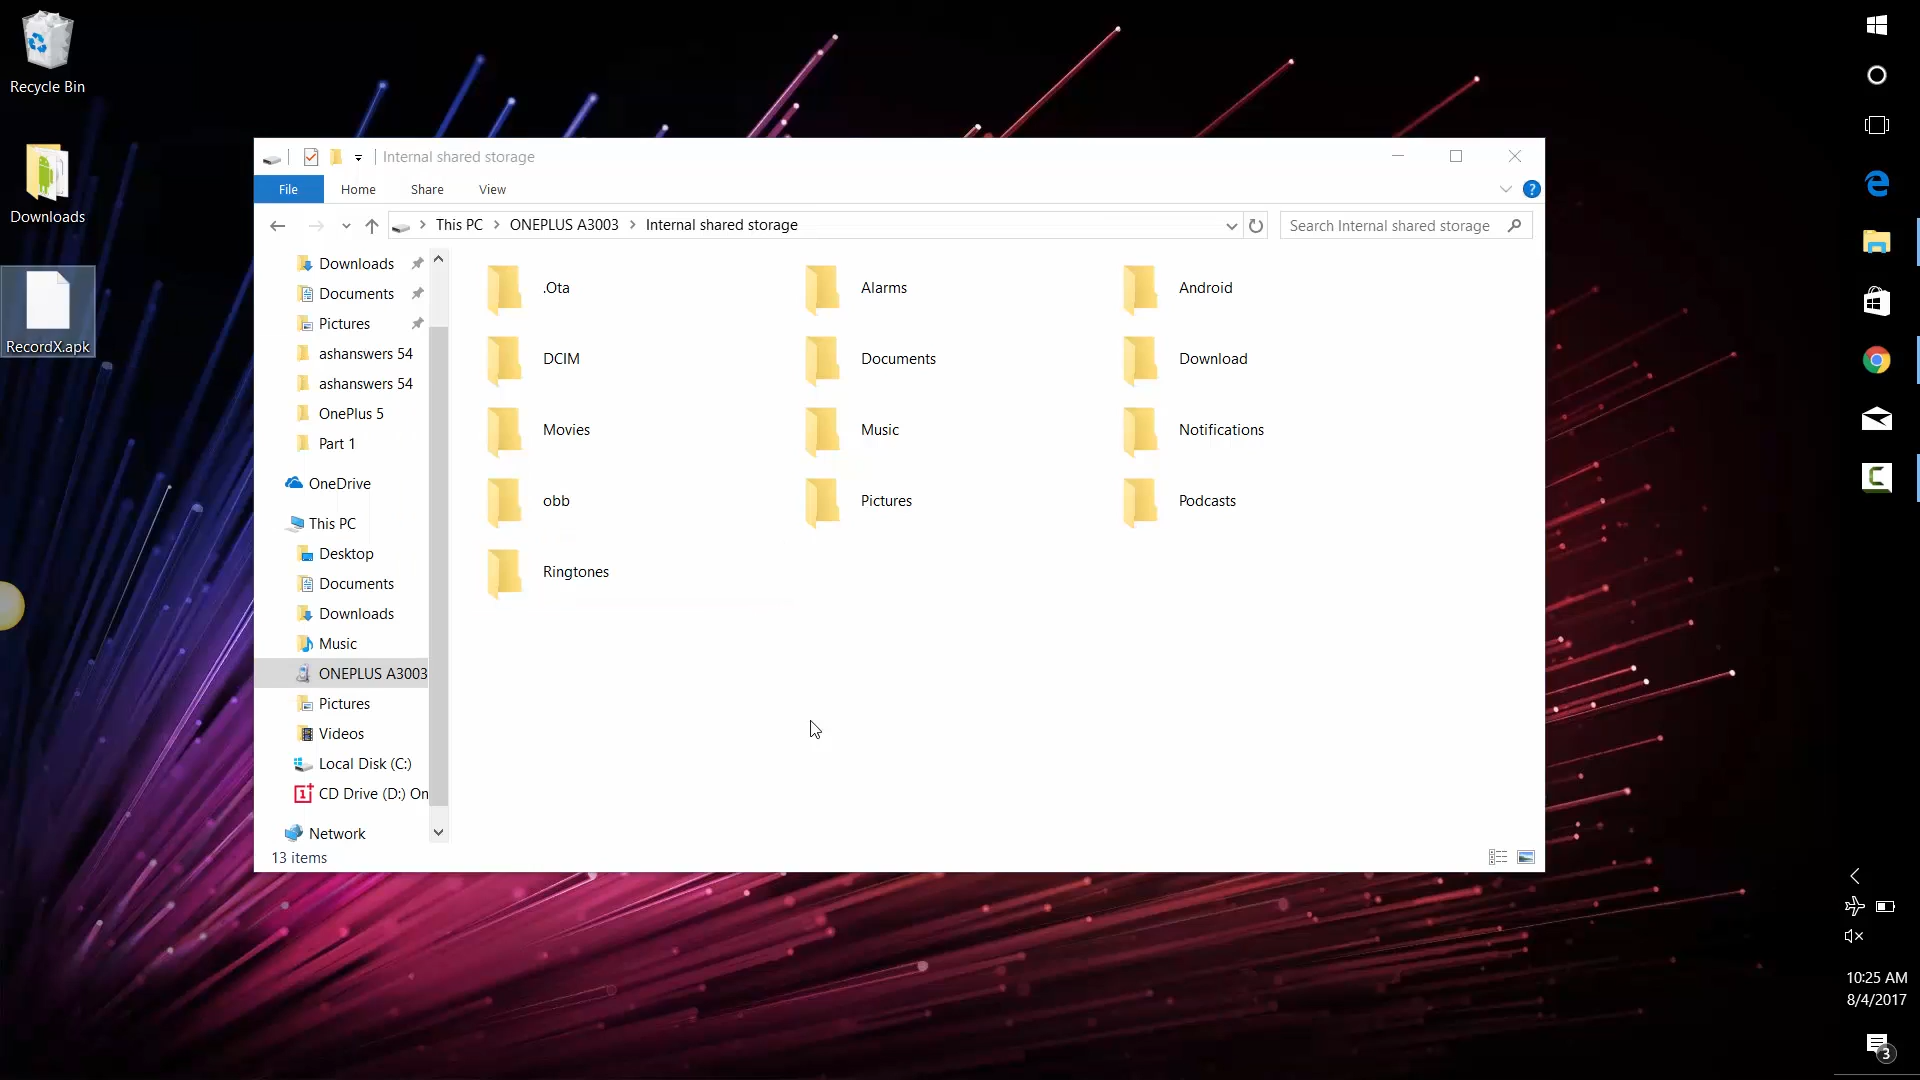 Recycle Bin
Downloads
RecordX.apk
Internal shared storage
File Home Share View
This PC ONEPLUS A3003 Internal shared storage
Search Internal shared storage
Downloads
Documents
Pictures
ashanswers 54
ashanswers 54
OnePlus 5
Part 1
OneDrive
This PC
Desktop
Documents
Downloads
Music
ONEPLUS A3003
Pictures
Videos
Local Disk (C:)
CD Drive (D:) On
Network
.Ota Alarms Android
DCIM Documents Download
Movies Music Notifications
obb Pictures Podcasts
Ringtones
13 items
10:25 AM
8/4/2017
3